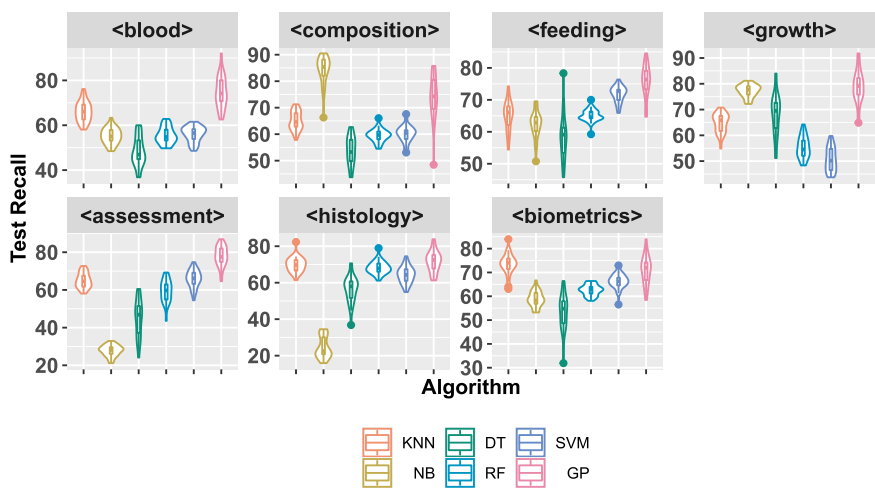 <blood> <composition> <feeding> <growth>
80 90 80 90
60 80 70 80
40 70 60 70
60 50 60
50 50
Test Recall
<assessment> <histology> <biometrics>
80 80 80
60 60 70
40 40 60
20 20 50
40
30
Algorithm
KNN DT SVM
NB RF GP